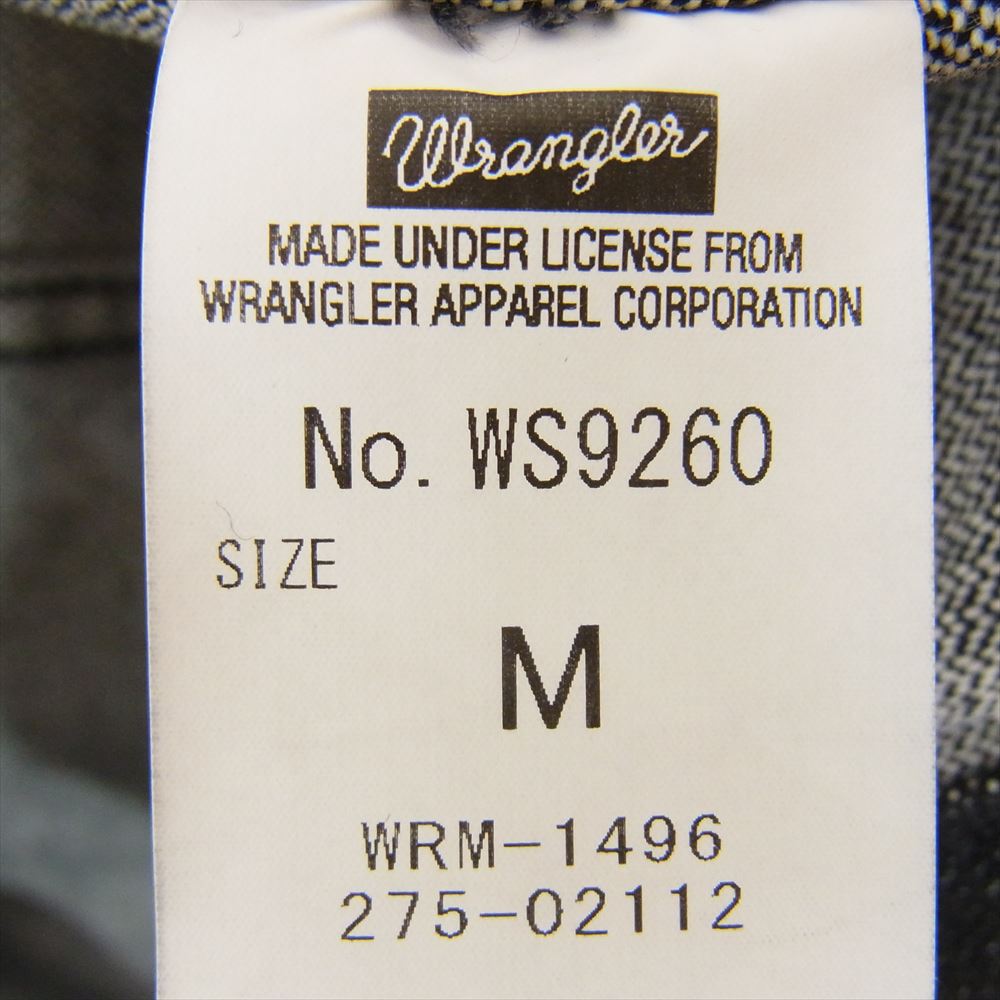 Wrangler
MADE UNDER LICENSE FROM
WRANGLER APPAREL CORPORATION
No. WS9260
SIZE
M
WRM-1496
275-02112